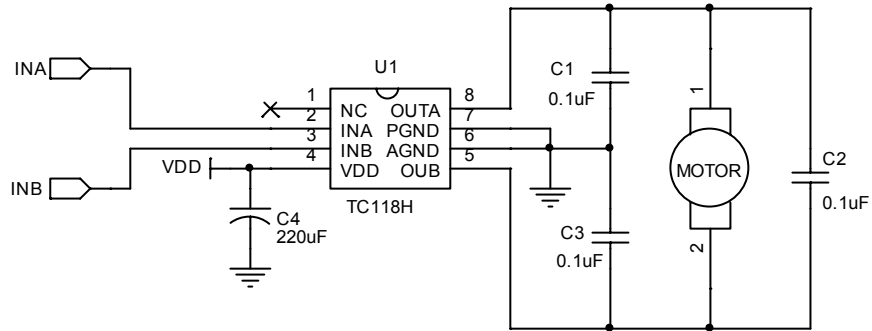 INA
INB
U1
1
2
3
4
NC OUTA
INA PGND
INB AGND
VDD OUB
8
7
6
5
TC118H
VDD
C4
220uF
C1
0.1uF
C3
0.1uF
1
MOTOR
2
C2
0.1uF